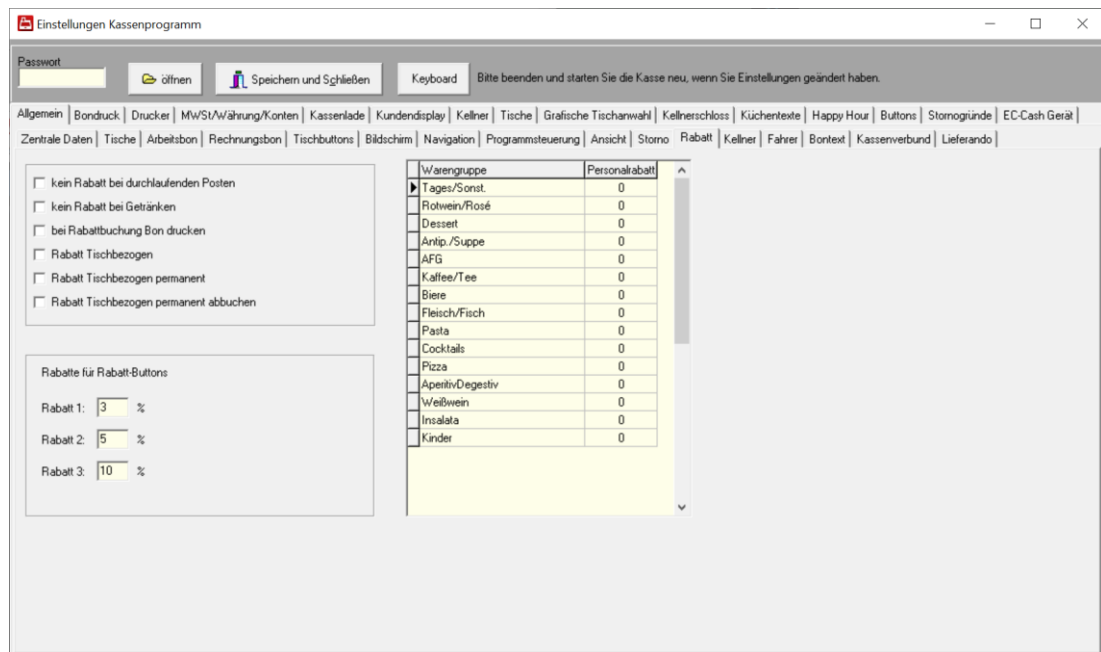 Einstellungen Kassenprogramm
Passwort
öffnen
Speichern und Schließen
Keyboard
Bitte beenden und starten Sie die Kasse neu, wenn Sie Einstellungen geändert haben.
Allgemein Bondruck Drucker MWSt/Währung/Konten Kassenlade Kundendisplay Kellner Tische Grafische Tischanwahl Kellnerschloss Küchentexte Happy Hour Buttons Stornogründe EC-Cash Gerät
Zentrale Daten Tische Arbeitsbon Rechnungsbon Tischbuttons Bildschirm Navigation Programmsteuerung Ansicht Storno Rabatt Kellner Fahrer Bontext Kassenverbund Lieferando
kein Rabatt bei durchlaufenden Posten
kein Rabatt bei Getränken
bei Rabattbuchung Bon drucken
Rabatt Tischbezogen
Rabatt Tischbezogen permanent
Rabatt Tischbezogen permanent abbuchen
Rabatte für Rabatt-Buttons
Rabatt 1: 3 %
Rabatt 2: 5 %
Rabatt 3: 10 %
Warengruppe Personalrabatt
Tages/Sonst. 0
Rotwein/Rosé 0
Dessert 0
Antip./Suppe 0
AFG 0
Kaffee/Tee 0
Biere 0
Fleisch/Fisch 0
Pasta 0
Cocktails 0
Pizza 0
AperitivDegestiv 0
Weißwein 0
Insalata 0
Kinder 0